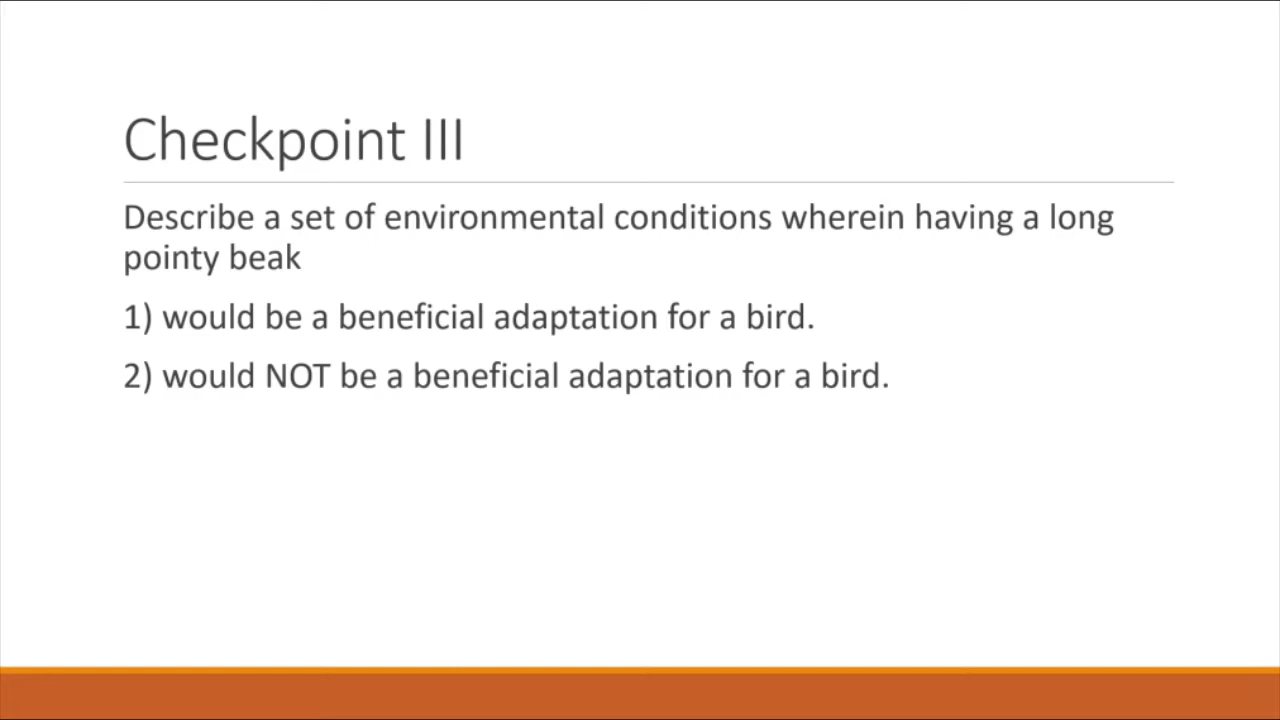 Checkpoint III
Describe a set of environmental conditions wherein having a long
pointy beak
1) would be a beneficial adaptation for a bird.
2) would NOT be a beneficial adaptation for a bird.